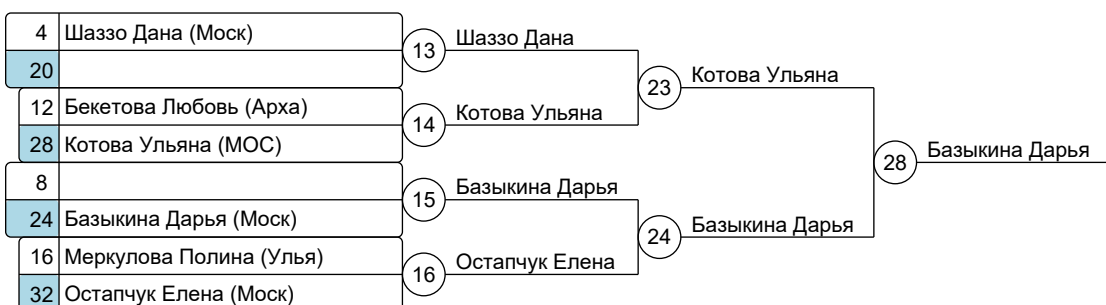 4 Шаззо Дана (Моск)
20
12 Бекетова Любовь (Арха)
28 Котова Ульяна (МОС)
8
24 Базыкина Дарья (Моск)
16 Меркулова Полина (Улья)
32 Остапчук Елена (Моск)
13 Шаззо Дана
14 Котова Ульяна
15 Базыкина Дарья
16 Остапчук Елена
23 Котова Ульяна
24 Базыкина Дарья
28 Базыкина Дарья